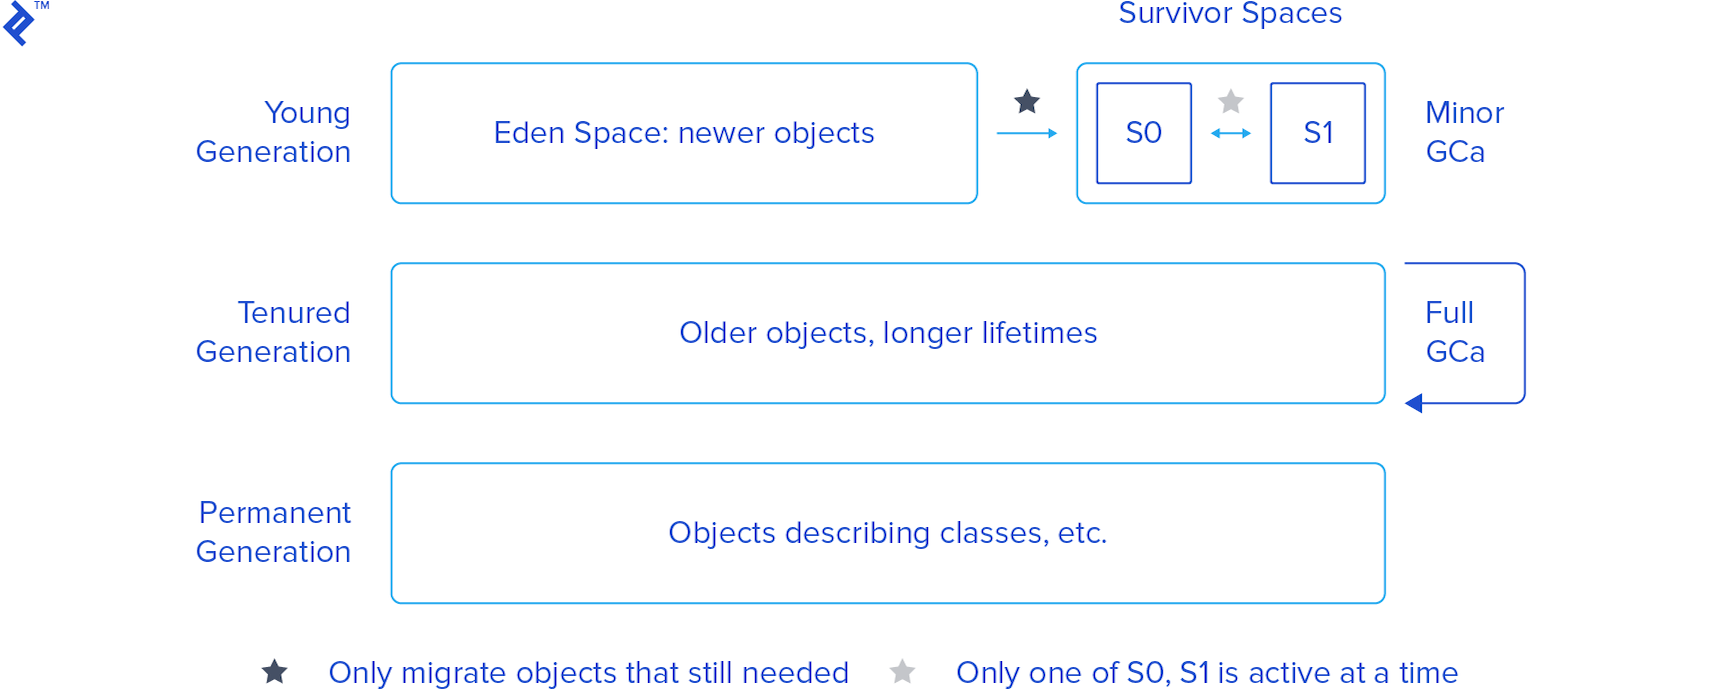 TM
Survivor Spaces
Young
Generation
Eden Space: newer objects
S0
S1
Minor
GCa
Tenured
Generation
Older objects, longer lifetimes
Full
GCa
Permanent
Generation
Objects describing classes, etc.
Only migrate objects that still needed
Only one of S0, S1 is active at a time